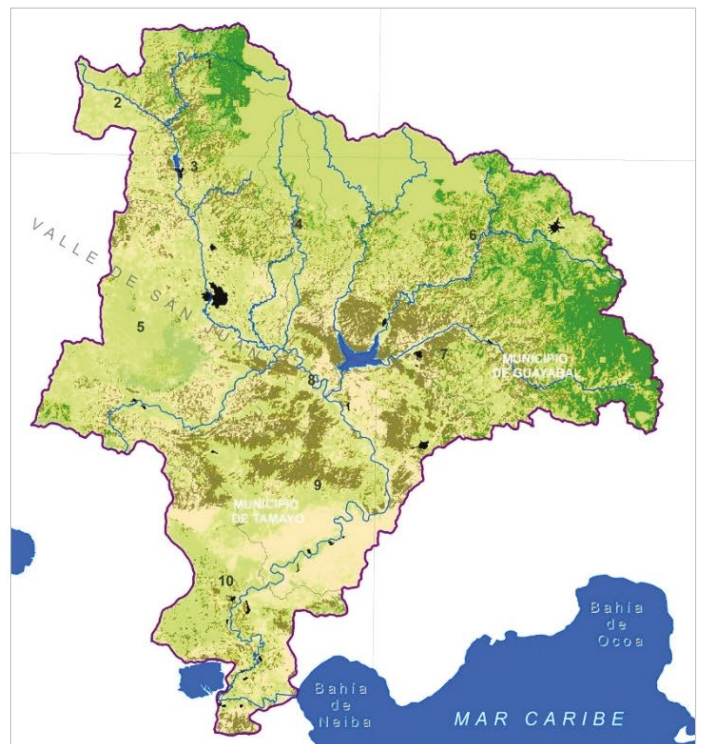 1
2
3
VALLE DE SAN JUAN
4
6
5
MUNICIPIO
DE GUAYABAL
7
8
9
MUNICIPIO
DE TAMAYO
10
Bahía
de
Ocoa
Bahía
de
Neiba
MAR CARIBE